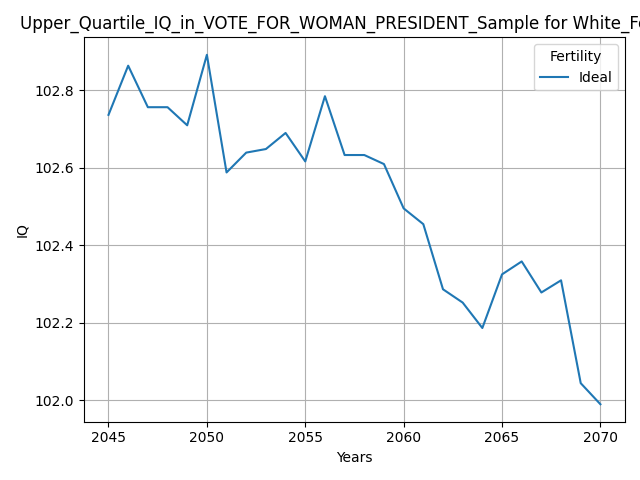 Upper_Quartile_IQ_in_VOTE_FOR_WOMAN_PRESIDENT_Sample for White_Fe
Fertility
Ideal
102.8
102.6
102.4
102.2
102.0
IQ
2045 2050 2055 2060 2065 2070
Years